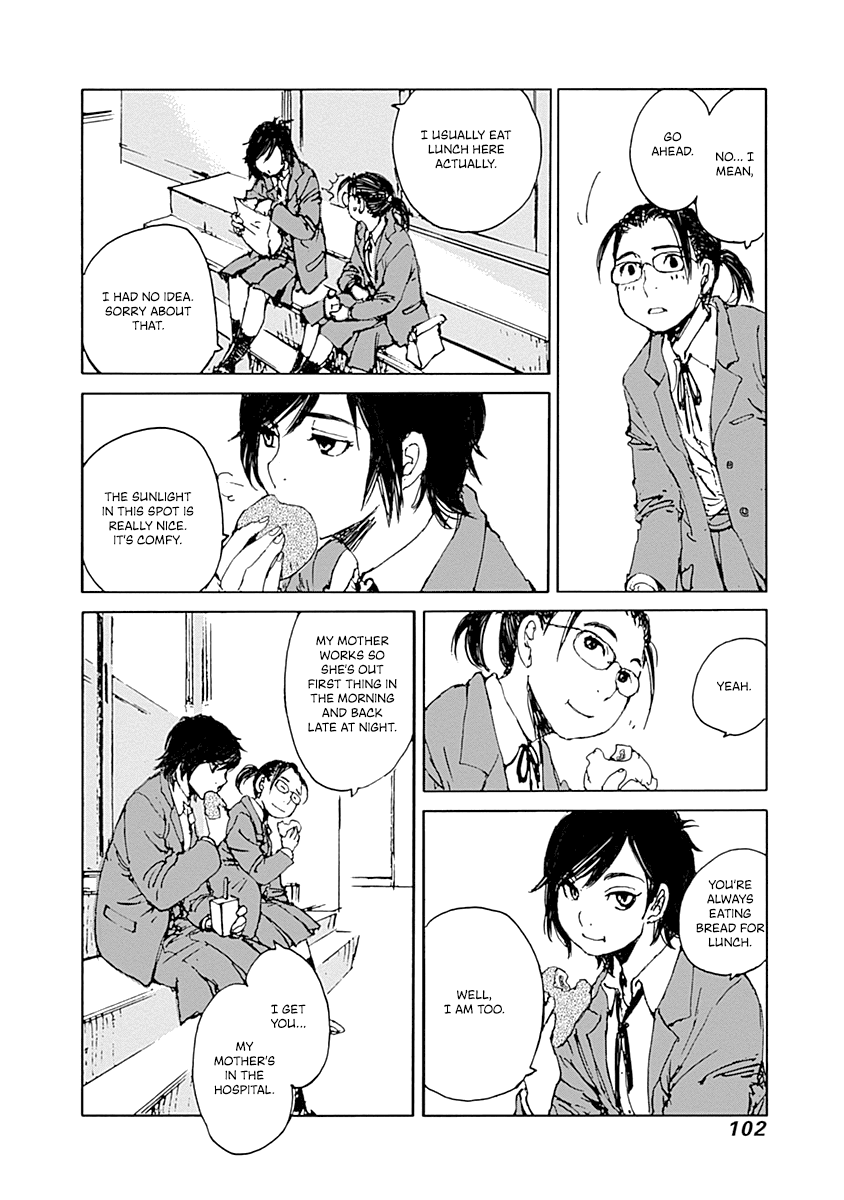 NO... I
MEAN,
GO
AHEAD.
I USUALLY EAT
LUNCH HERE
ACTUALLY.
I HAD NO IDEA.
SORRY ABOUT
THAT.
THE SUNLIGHT
IN THIS SPOT IS
REALLY NICE.
IT'S COMFY.
YEAH.
YOU'RE
ALWAYS
EATING
BREAD FOR
LUNCH.
WELL,
I AM TOO.
MY MOTHER
WORKS SO
SHE'S OUT
FIRST THING IN
THE MORNING
AND BACK
LATE AT NIGHT.
I GET
YOU...
MY
MOTHER'S
IN THE
HOSPITAL.
102